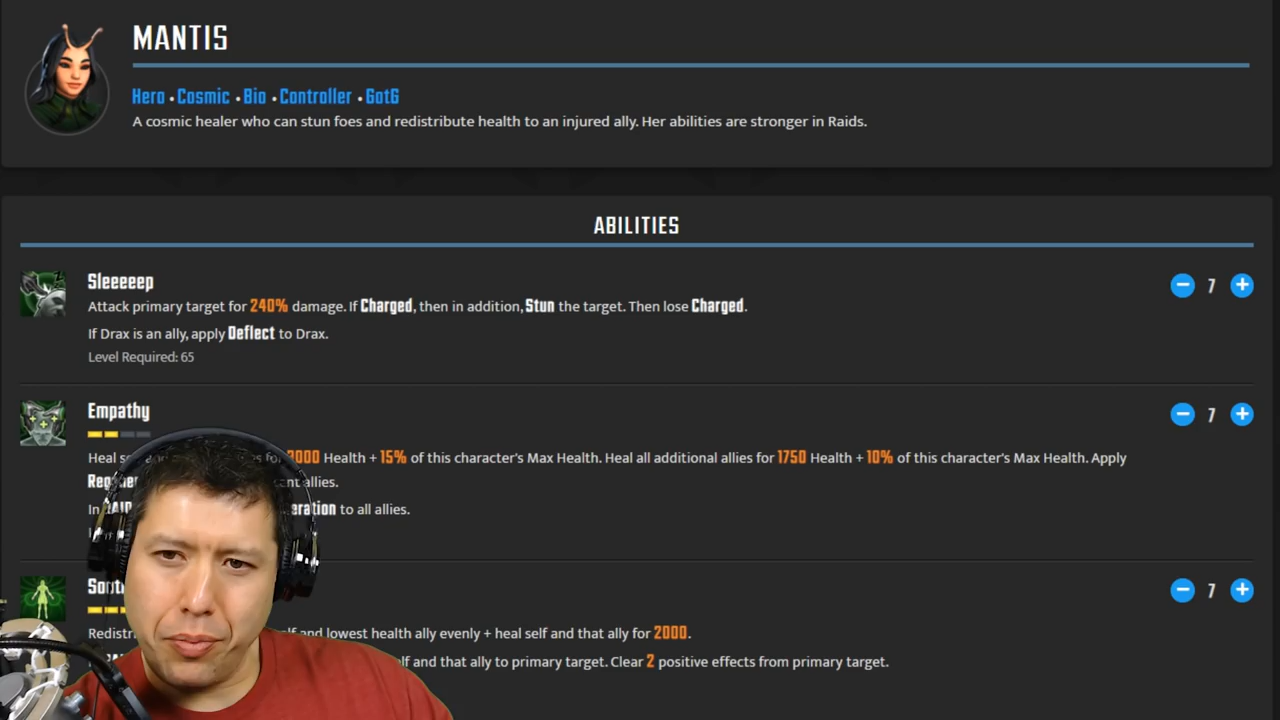 MANTIS
Hero • Cosmic • Bio • Controller • GotG
A cosmic healer who can stun foes and redistribute health to an injured ally. Her abilities are stronger in Raids.
ABILITIES
Sleeeeep
7
Attack primary target for 240% damage. If Charged, then in addition, Stun the target. Then lose Charged.
If Drax is an ally, apply Deflect to Drax.
Level Required: 65
Empathy
7
Heal Health + 15% of this character's Max Health. Heal all additional allies for 1750 Health + 10% of this character's Max Health. Apply
allies.
In to all allies.
7
and lowest health ally evenly + heal self and that ally for 2000.
and that ally to primary target. Clear 2 positive effects from primary target.